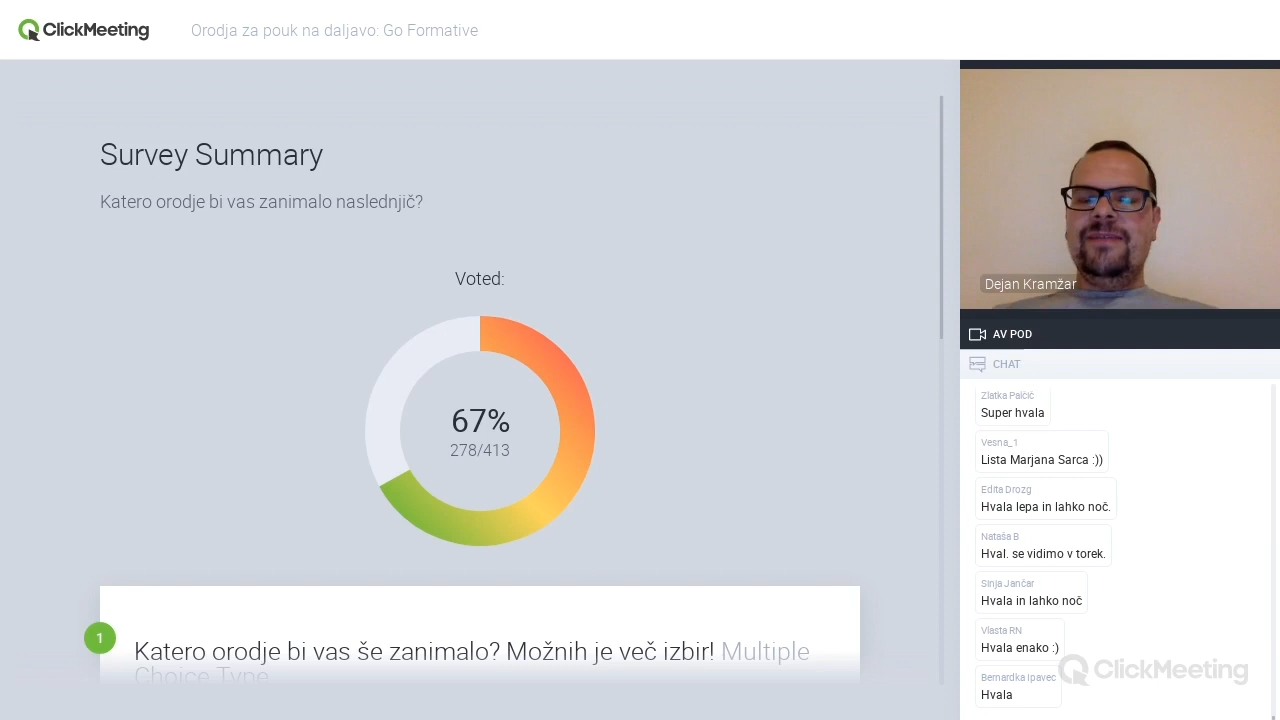 ClickMeeting
Orodja za pouk na daljavo: Go Formative
Survey Summary
Katero orodje bi vas zanimalo naslednjič?
Voted:
67%
278/413
1
Katero orodje bi vas še zanimalo? Možnih je več izbir! Multiple
Choice Type
Dejan Kramžar
AV POD
CHAT
Zlatka Palčič
Super hvala
Vesna_1
Lista Marjana Sarca :))
Edita Drozg
Hvala lepa in lahko noč.
Nataša B
Hval. se vidimo v torek.
Sinja Jančar
Hvala in lahko noč
Vlasta RN
Hvala enako :)
Bernardka Ipavec
Hvala
ClickMeeting